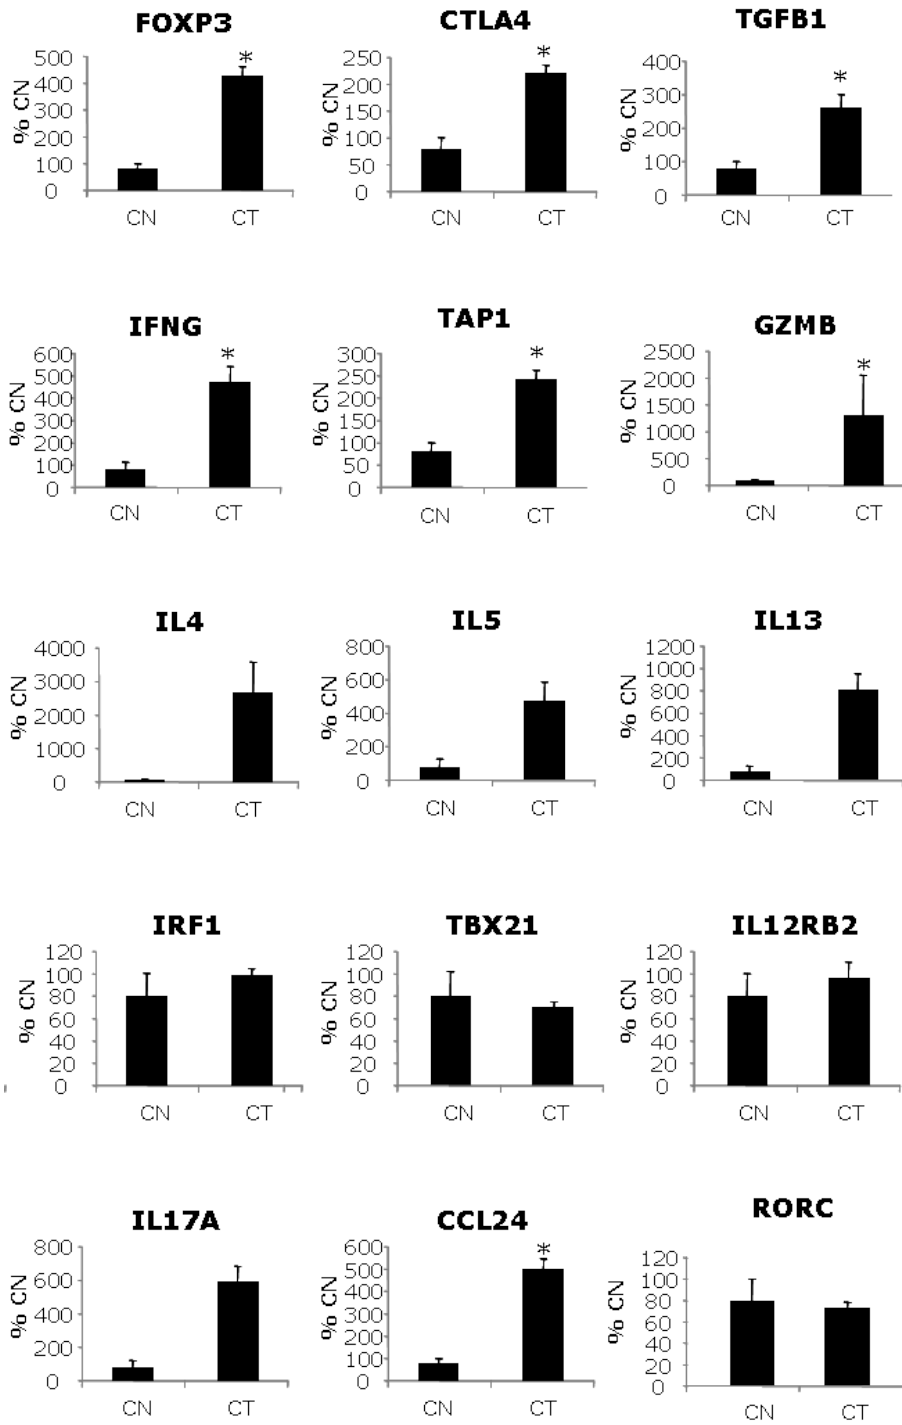 FOXP3
CTLA4
TGFB1
% CN
500
400
300
200
100
0
*
CN
CT
% CN
250
200
150
100
50
0
*
CN
CT
% CN
400
300
200
100
0
*
CN
CT
IFNG
TAP1
GZMB
% CN
600
500
400
300
200
100
0
*
CN
CT
% CN
300
250
200
150
100
50
0
*
CN
CT
% CN
2500
2000
1500
1000
500
0
*
CN
CT
IL4
IL5
IL13
% CN
4000
3000
2000
1000
0
CN
CT
% CN
800
600
400
200
0
CN
CT
% CN
1200
1000
800
600
400
200
0
CN
CT
IRF1
TBX21
IL12RB2
% CN
120
100
80
60
40
20
0
CN
CT
% CN
120
100
80
60
40
20
0
CN
CT
% CN
120
100
80
60
40
20
0
CN
CT
IL17A
CCL24
RORC
% CN
800
600
400
200
0
CN
CT
% CN
600
500
400
300
200
100
0
*
CN
CT
% CN
120
100
80
60
40
20
0
CN
CT